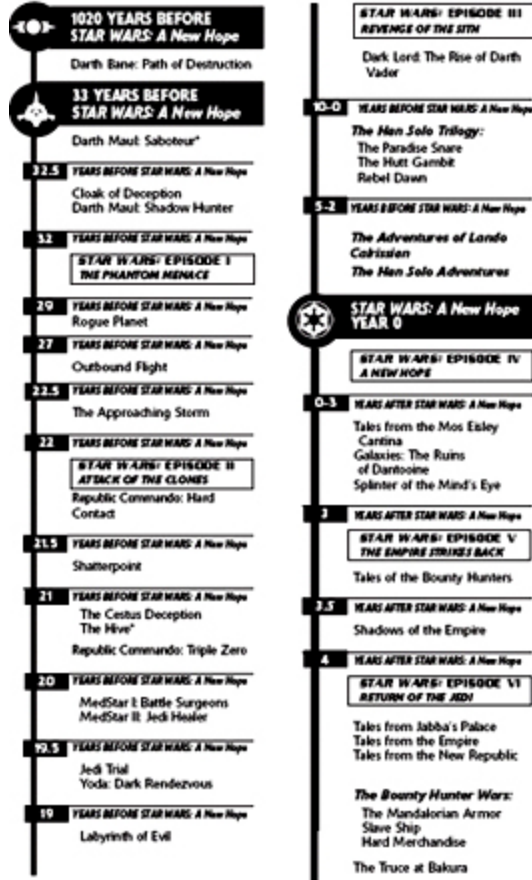 1020 YEARS BEFORE
STAR WARS: A New Hope
Darth Bane: Path of Destruction
33 YEARS BEFORE
STAR WARS: A New Hope
Darth Maul: Saboteur*
32.5 YEARS BEFORE STAR WARS: A New Hope
Cloak of Deception
Darth Maul: Shadow Hunter
32 YEARS BEFORE STAR WARS: A New Hope
STAR WARS: EPISODE I
THE PHANTOM MENACE
29 YEARS BEFORE STAR WARS: A New Hope
Rogue Planet
27 YEARS BEFORE STAR WARS: A New Hope
Outbound Flight
22.5 YEARS BEFORE STAR WARS: A New Hope
The Approaching Storm
22 YEARS BEFORE STAR WARS: A New Hope
STAR WARS: EPISODE II
ATTACK OF THE CLONES
Republic Commando: Hard
Contact
21.5 YEARS BEFORE STAR WARS: A New Hope
Shatterpoint
21 YEARS BEFORE STAR WARS: A New Hope
The Cestus Deception
The Hive*
Republic Commando: Triple Zero
20 YEARS BEFORE STAR WARS: A New Hope
MedStar I: Battle Surgeons
MedStar II: Jedi Healer
19.5 YEARS BEFORE STAR WARS: A New Hope
Jedi Trial
Yoda: Dark Rendezvous
19 YEARS BEFORE STAR WARS: A New Hope
Labyrinth of Evil
STAR WARS: EPISODE III
REVENGE OF THE SITH
Dark Lord: The Rise of Darth
Vader
10-0 YEARS BEFORE STAR WARS: A New Hope
The Han Solo Trilogy:
The Paradise Snare
The Hutt Gambit
Rebel Dawn
5-2 YEARS BEFORE STAR WARS: A New Hope
The Adventures of Lando
Calrissian
The Han Solo Adventures
STAR WARS: A New Hope
YEAR 0
STAR WARS: EPISODE IV
A NEW HOPE
0-3 YEARS AFTER STAR WARS: A New Hope
Tales from the Mos Eisley
Cantina
Galaxies: The Ruins
of Dantooine
Splinter of the Mind's Eye
3 YEARS AFTER STAR WARS: A New Hope
STAR WARS: EPISODE V
THE EMPIRE STRIKES BACK
Tales of the Bounty Hunters
3.5 YEARS AFTER STAR WARS: A New Hope
Shadows of the Empire
4 YEARS AFTER STAR WARS: A New Hope
STAR WARS: EPISODE VI
RETURN OF THE JEDI
Tales from Jabba's Palace
Tales from the Empire
Tales from the New Republic
The Bounty Hunter Wars:
The Mandalorian Armor
Slave Ship
Hard Merchandise
The Truce at Bakura